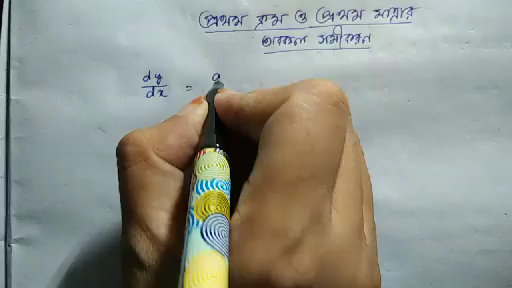 প্রথম ক্রম ও প্রথম মাত্রার
অবকল সমীকরণ
dy/dx = a